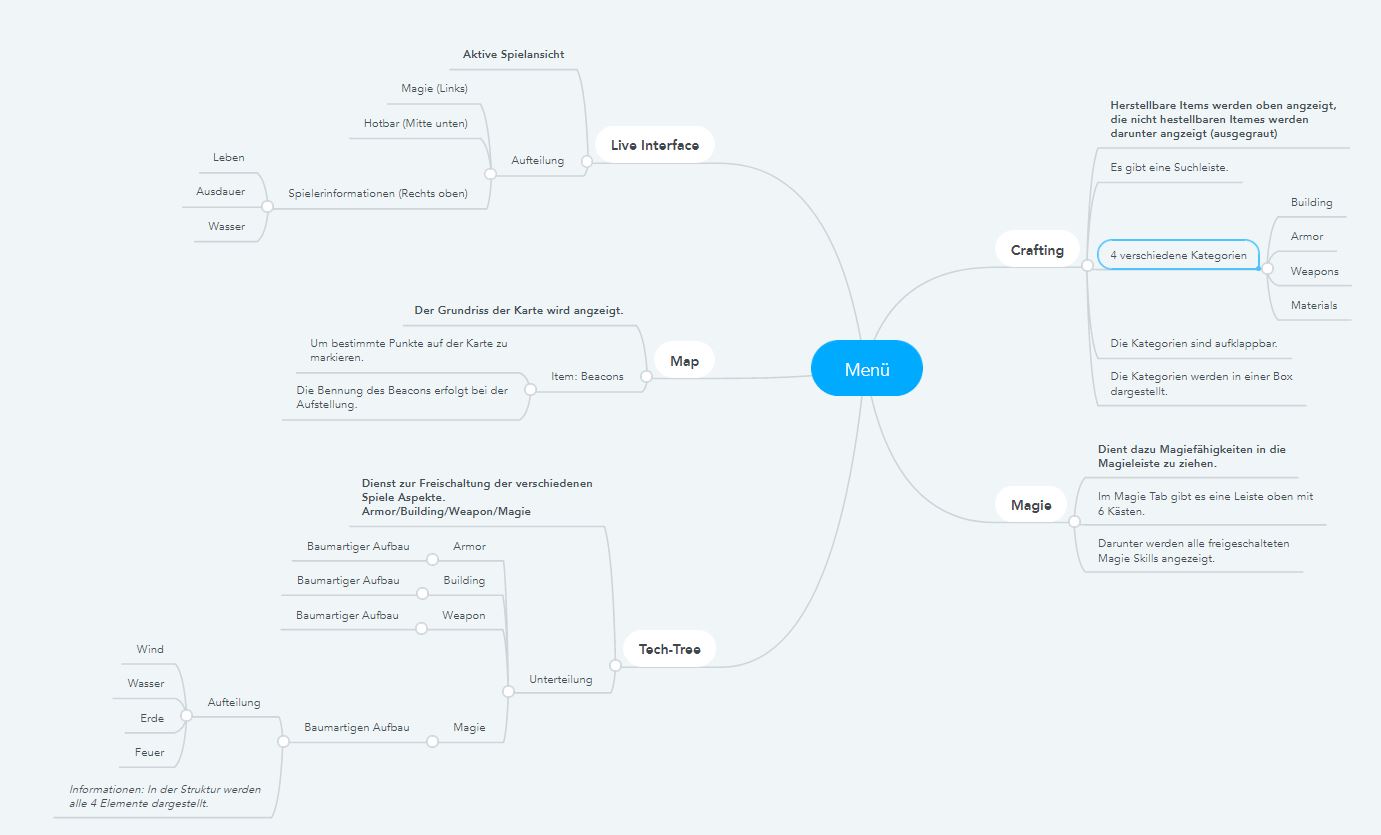 Menü
Live Interface
Aktive Spielansicht
Aufteilung
Magie (Links)
Hotbar (Mitte unten)
Spielerinformationen (Rechts oben)
Leben
Ausdauer
Wasser
Map
Der Grundriss der Karte wird angzeigt.
Item: Beacons
Um bestimmte Punkte auf der Karte zu
markieren.
Die Bennung des Beacons erfolgt bei der
Aufstellung.
Tech-Tree
Dienst zur Freischaltung der verschiedenen
Spiele Aspekte.
Armor/Building/Weapon/Magie
Unterteilung
Armor
Baumartiger Aufbau
Building
Baumartiger Aufbau
Weapon
Baumartiger Aufbau
Magie
Baumartigen Aufbau
Aufteilung
Wind
Wasser
Erde
Feuer
Informationen: In der Struktur werden
alle 4 Elemente dargestellt.
Crafting
Herstellbare Items werden oben angzeigt,
die nicht hestellbaren Itemes werden
darunter angzeigt (ausgegraut)
Es gibt eine Suchleiste.
4 verschiedene Kategorien
Building
Armor
Weapons
Materials
Die Kategorien sind aufklappbar.
Die Kategorien werden in einer Box
dargestellt.
Magie
Dient dazu Magiefähigkeiten in die
Magieleiste zu ziehen.
Im Magie Tab gibt es eine Leiste oben mit
6 Kästen.
Darunter werden alle freigeschalteten
Magie Skills angezeigt.